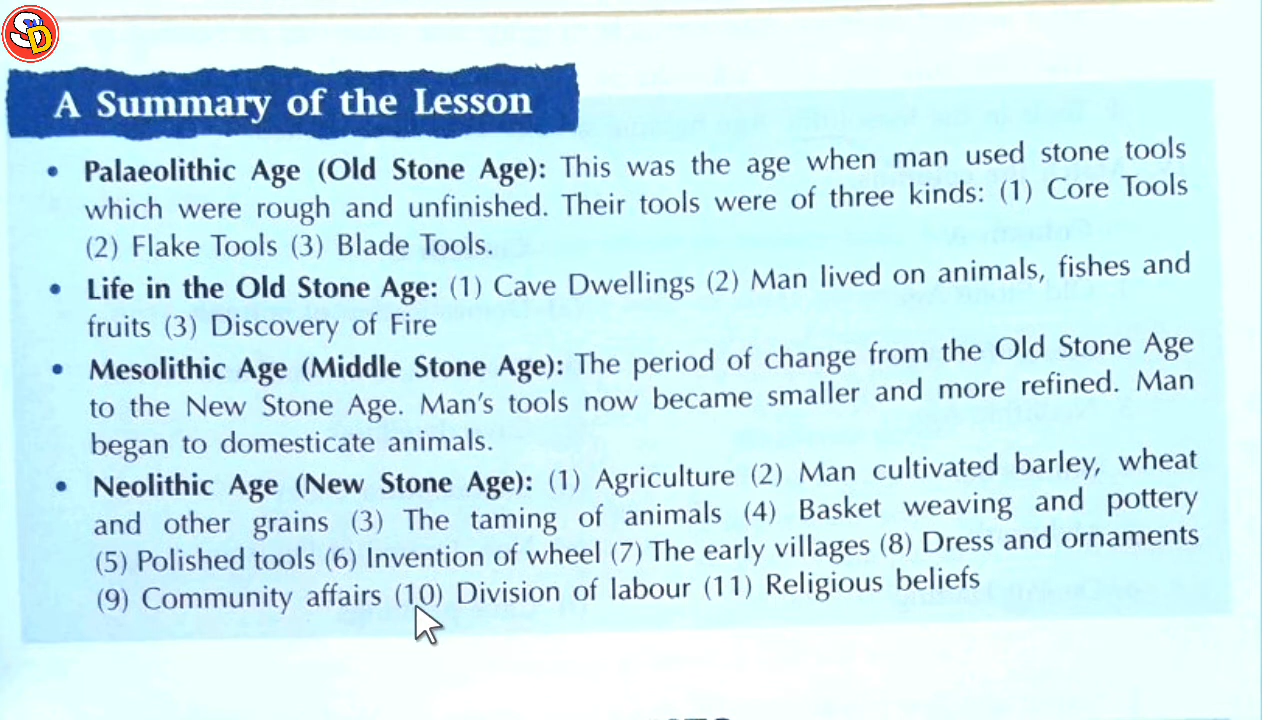 SD
A Summary of the Lesson
• Palaeolithic Age (Old Stone Age): This was the age when man used stone tools
which were rough and unfinished. Their tools were of three kinds: (1) Core Tools
(2) Flake Tools (3) Blade Tools.
• Life in the Old Stone Age: (1) Cave Dwellings (2) Man lived on animals, fishes and
fruits (3) Discovery of Fire
• Mesolithic Age (Middle Stone Age): The period of change from the Old Stone Age
to the New Stone Age. Man's tools now became smaller and more refined. Man
began to domesticate animals.
• Neolithic Age (New Stone Age): (1) Agriculture (2) Man cultivated barley, wheat
and other grains (3) The taming of animals (4) Basket weaving and pottery
(5) Polished tools (6) Invention of wheel (7) The early villages (8) Dress and ornaments
(9) Community affairs (10) Division of labour (11) Religious beliefs